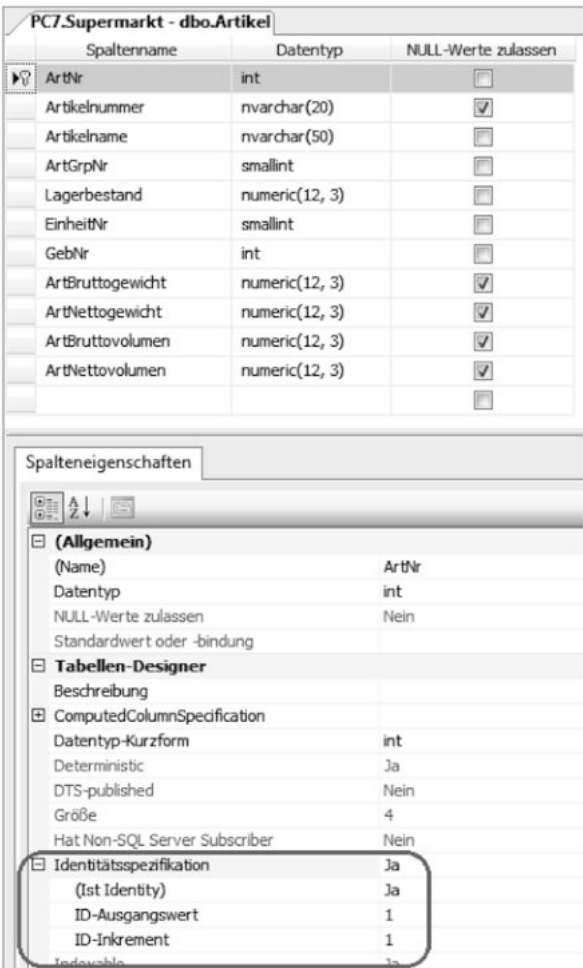 PC7.Supermarkt - dbo.Artikel
Spaltenname Datentyp NULL-Werte zulassen
ArtNr int
Artikelnummer nvarchar(20)
Artikelname nvarchar(50)
ArtGrpNr smallint
Lagerbestand numeric(12, 3)
EinheitNr smallint
GebNr int
ArtBruttogewicht numeric(12, 3)
ArtNettogewicht numeric(12, 3)
ArtBruttovolumen numeric(12, 3)
ArtNettovolumen numeric(12, 3)
Spalteneigenschaften
(Allgemein)
(Name) ArtNr
Datentyp int
NULL-Werte zulassen Nein
Standardwert oder -bindung
Tabellen-Designer
Beschreibung
ComputedColumnSpecification
Datentyp-Kurzform int
Deterministic Ja
DTS-published Nein
Größe 4
Hat Non-SQL Server Subscriber Nein
Identitätsspezifikation Ja
(Ist Identity) Ja
ID-Ausgangswert 1
ID-Inkrement 1
Indexable Ja